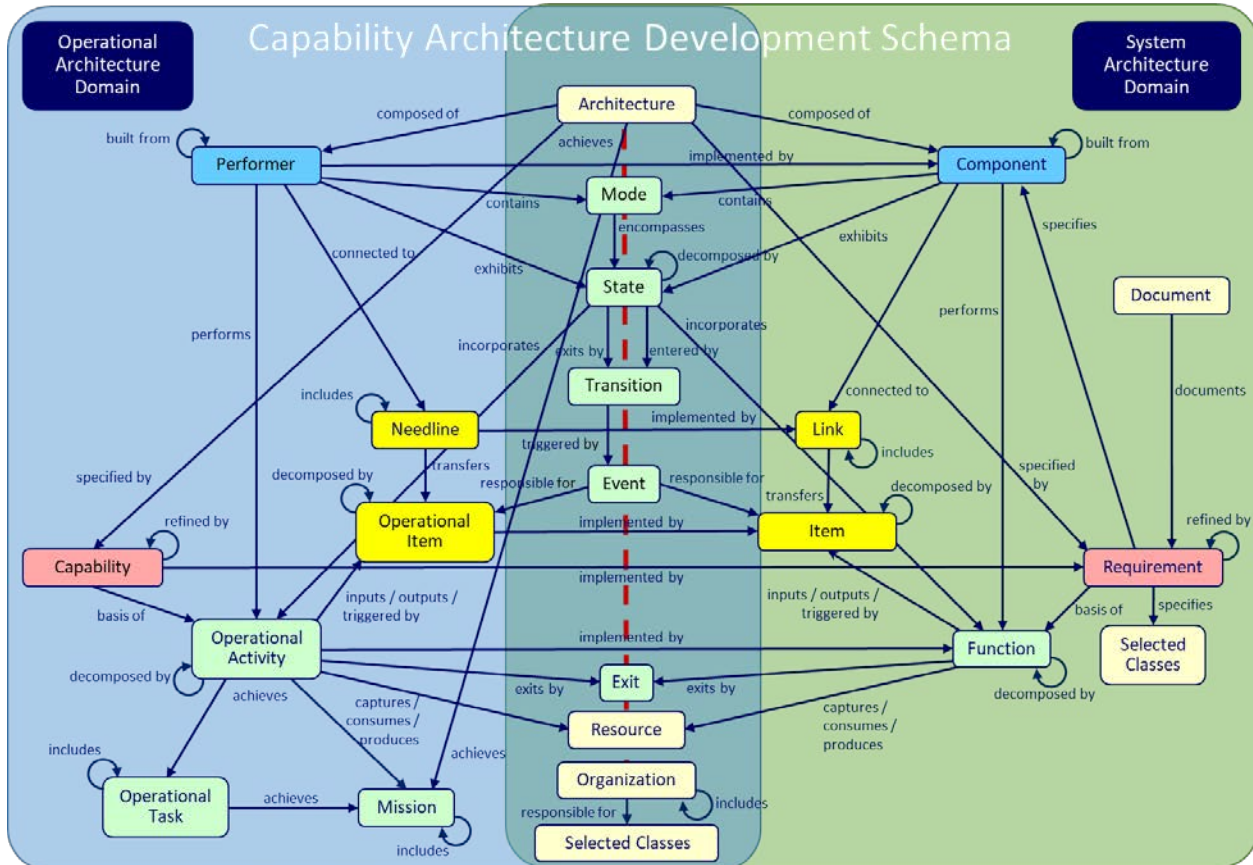 Capability Architecture Development Schema
Operational
Architecture
Domain
System
Architecture
Domain
Architecture
composed of
composed of
achieves
built from
Performer
implemented by
Component
built from
Mode
contains
contains
specifies
encompasses
connected to
exhibits
decomposed by
exhibits
State
Document
performs
incorporates
incorporates
performs
exits by
entered by
Transition
includes
connected to
documents
Needline
implemented by
Link
triggered by
includes
specified by
decomposed by
transfers
responsible for
Event
responsible for
transfers
decomposed by
specified
by
refined by
Operational
Item
implemented by
Item
refined by
Capability
implemented by
Requirement
basis of
inputs / outputs /
triggered by
inputs / outputs /
triggered by
basis of
specifies
Operational
Activity
implemented by
Function
Selected
Classes
decomposed by
exits by
Exit
exits by
decomposed by
achieves
captures /
consumes /
produces
Resource
captures /
consumes /
produces
includes
achieves
Organization
Operational
Task
achieves
Mission
includes
responsible for
includes
Selected Classes